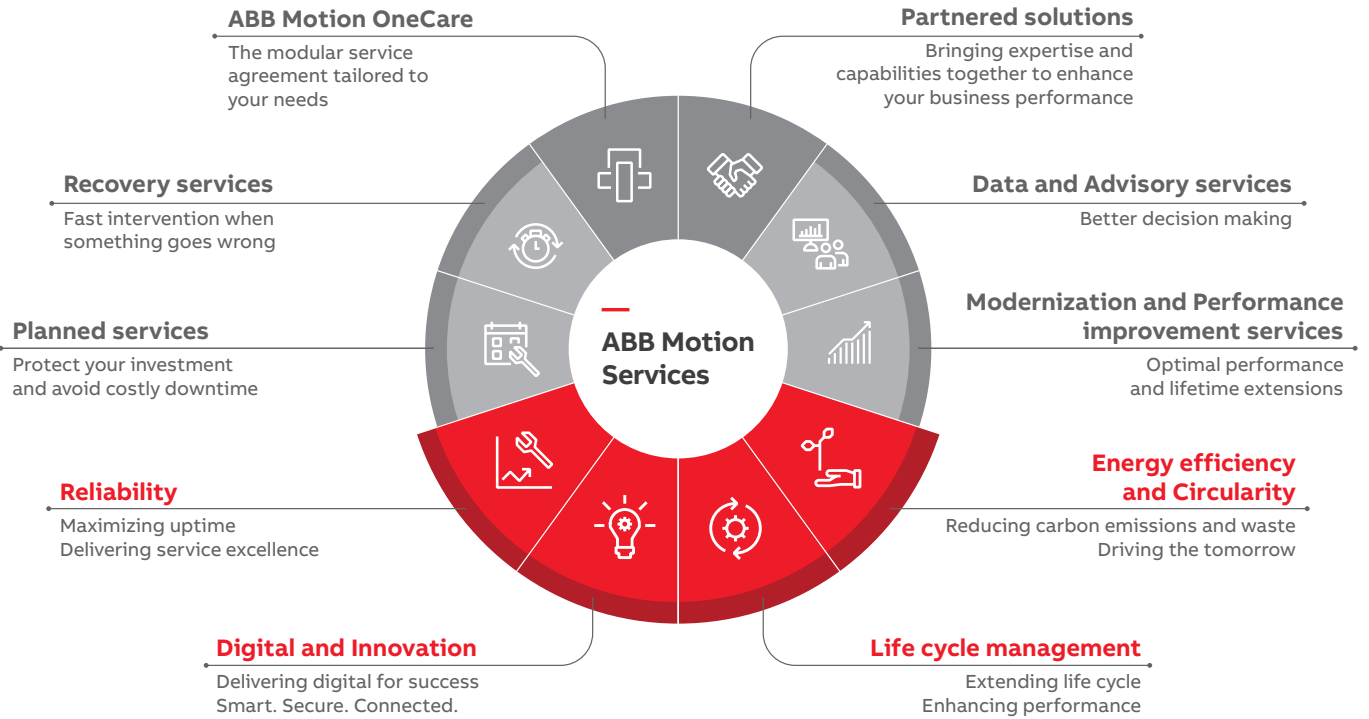 ABB Motion OneCare
The modular service
agreement tailored to
your needs
Partnered solutions
Bringing expertise and
capabilities together to enhance
your business performance
Recovery services
Fast intervention when
something goes wrong
Data and Advisory services
Better decision making
Planned services
Protect your investment
and avoid costly downtime
ABB Motion
Services
Modernization and Performance
improvement services
Optimal performance
and lifetime extensions
Reliability
Maximizing uptime
Delivering service excellence
Energy efficiency
and Circularity
Reducing carbon emissions and waste
Driving the tomorrow
Digital and Innovation
Delivering digital for success
Smart. Secure. Connected.
Life cycle management
Extending life cycle
Enhancing performance